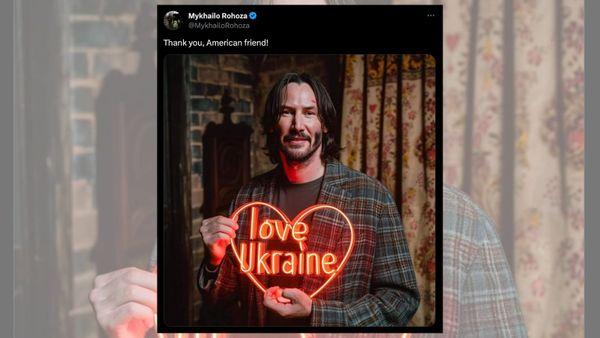 Mykhailo Rohoza
@MykhailoRohoza
Thank you, American friend!
love
Ukraine